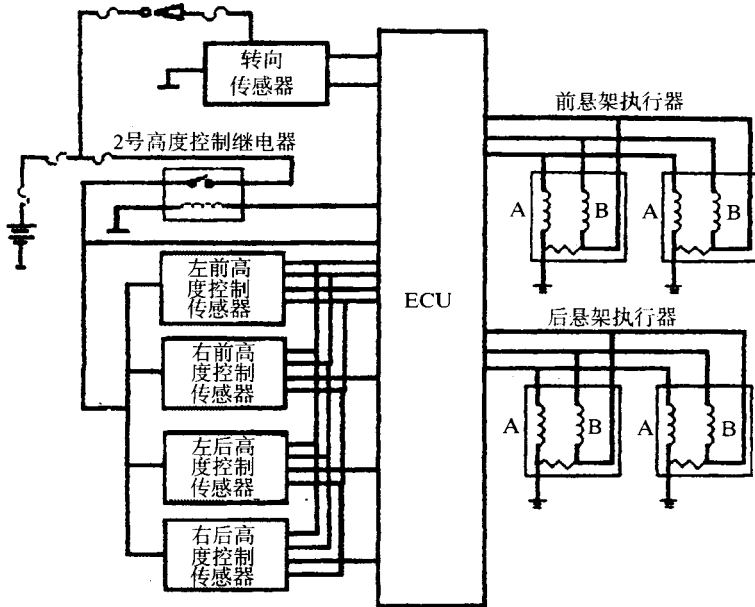 转向
传感器
2号高度控制继电器
左前高
度控制
传感器
右前高
度控制
传感器
左后高
度控制
传感器
右后高
度控制
传感器
ECU
前悬架执行器
A
B
A
B
后悬架执行器
A
B
A
B